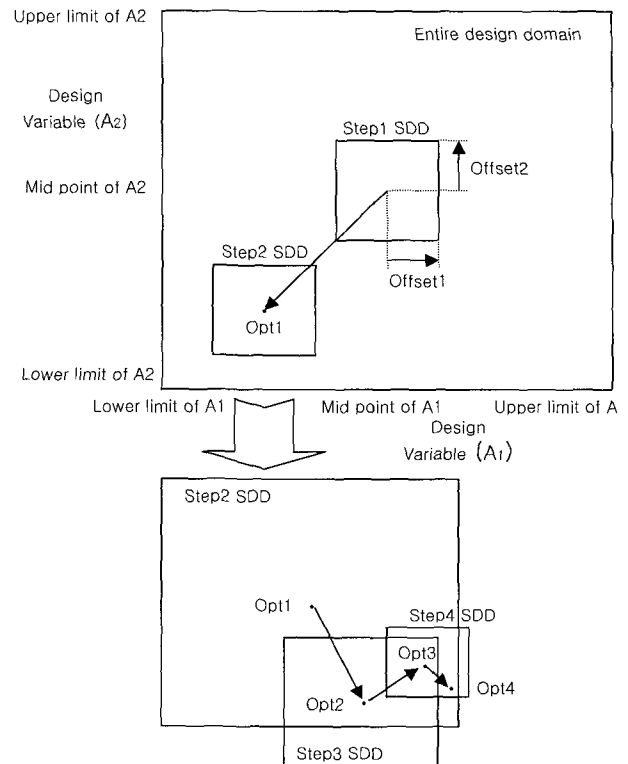 Upper limit of A2
Entire design domain
Design
Variable (A2)
Step1 SDD
Offset2
Mid point of A2
Step2 SDD
Offset1
Opt1
Lower limit of A2
Lower limit of A1
Mid point of A1
Upper limit of A
Design
Variable (A1)
Step2 SDD
Opt1
Step4 SDD
Opt3
Opt2
Opt4
Step3 SDD